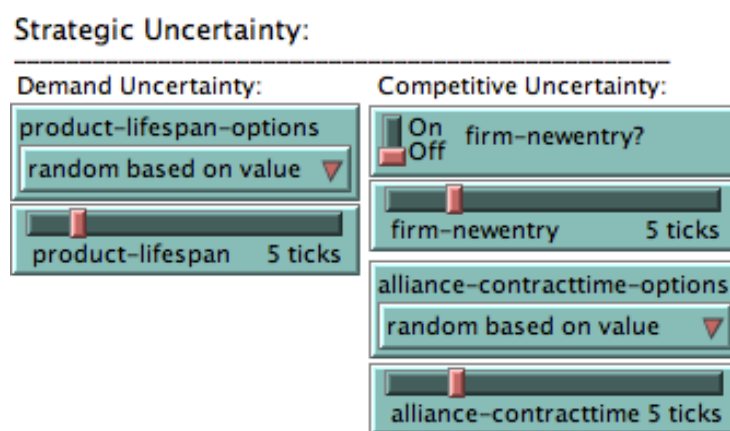 Strategic Uncertainty:
Demand Uncertainty:
product-lifespan-options
random based on value
product-lifespan 5 ticks
Competitive Uncertainty:
On
Off
firm-newentry?
firm-newentry 5 ticks
alliance-contracttime-options
random based on value
alliance-contracttime 5 ticks